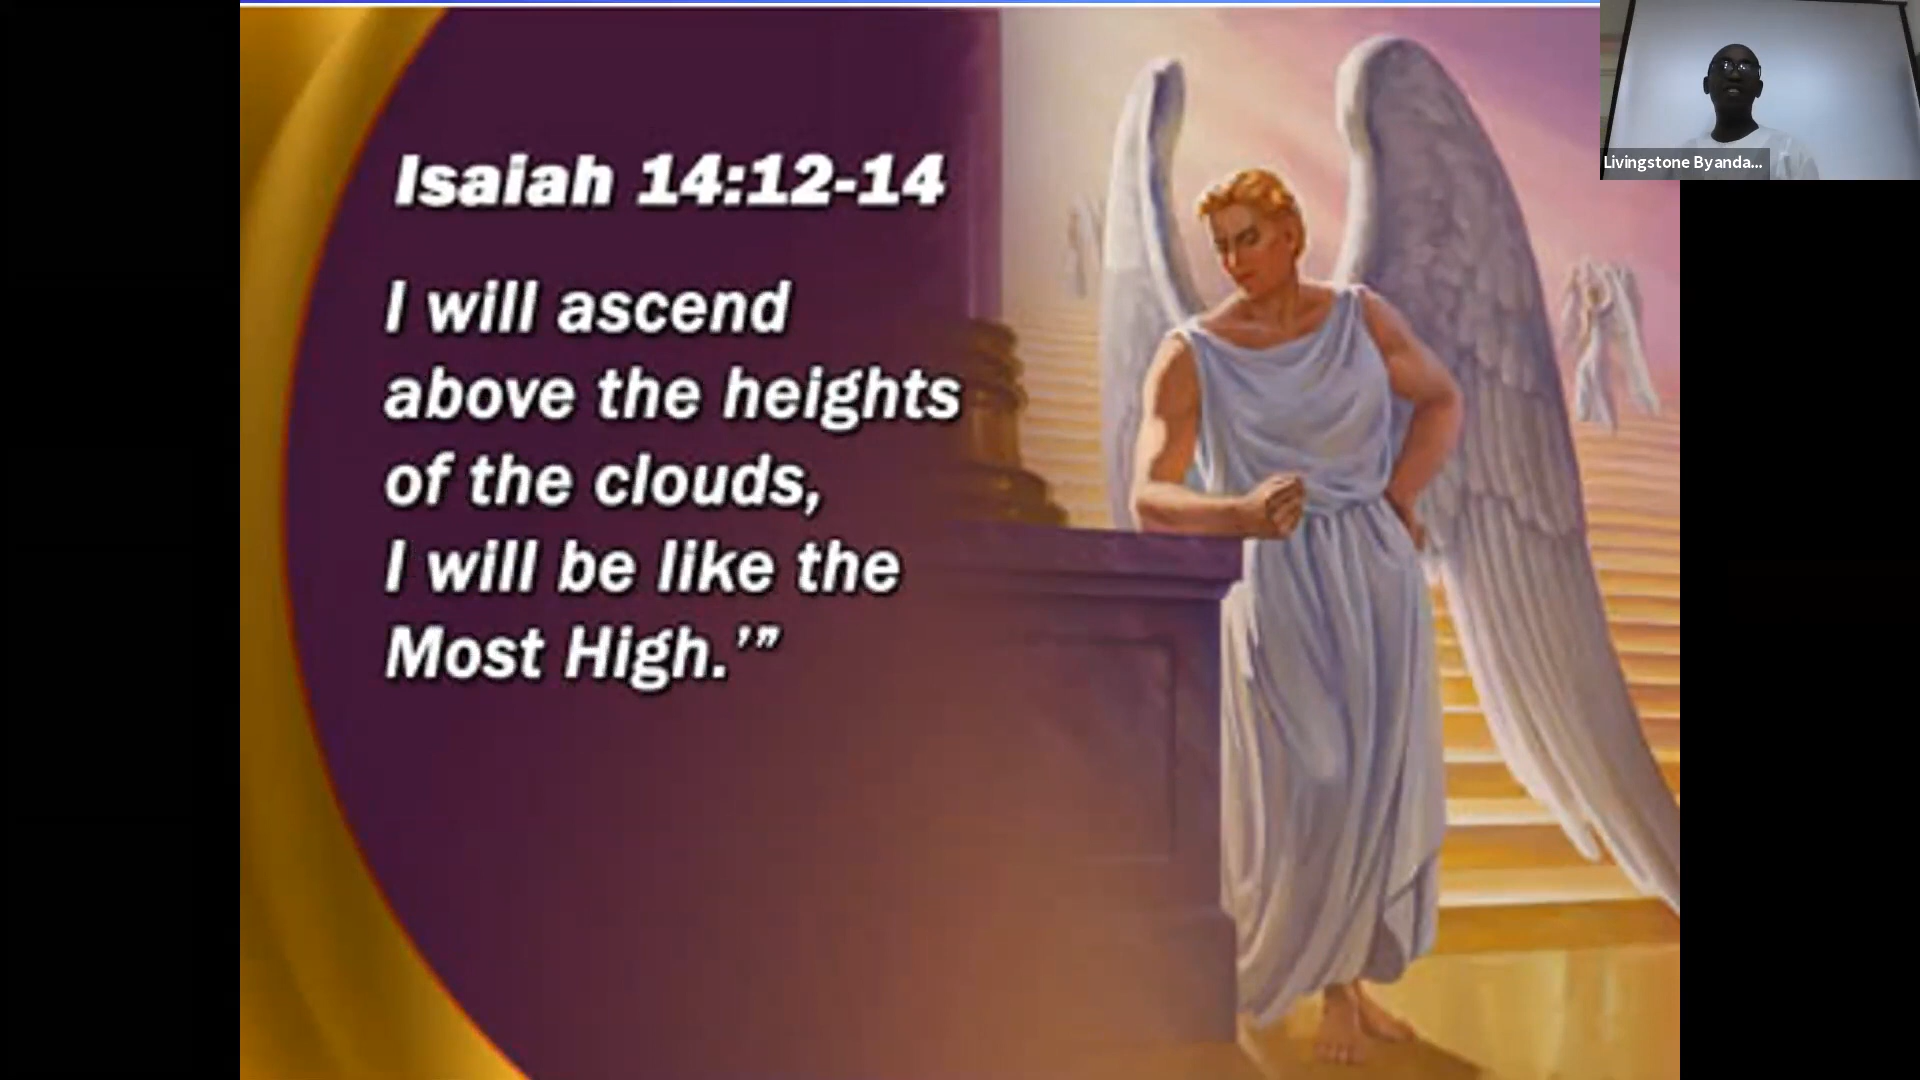 Isaiah 14:12-14
I will ascend
above the heights
of the clouds,
I will be like the
Most High.’”
Livingstone Byanda...